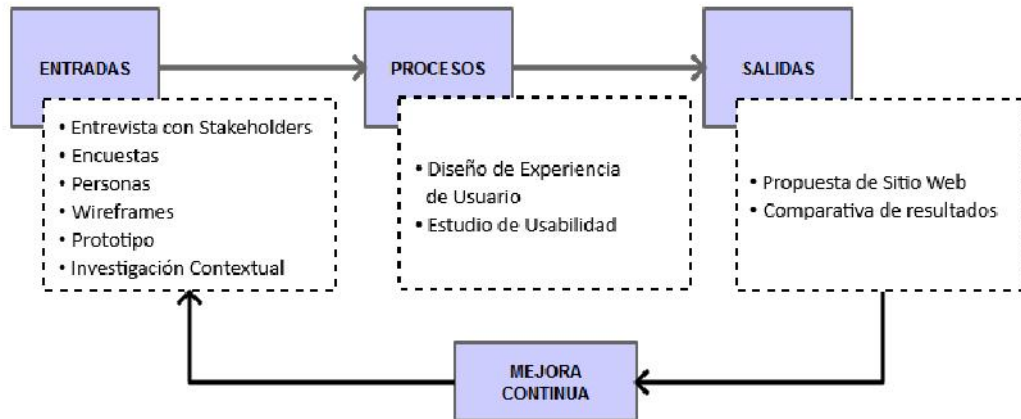 ENTRADAS
• Entrevista con Stakeholders
• Encuestas
• Personas
• Wireframes
• Prototipo
• Investigación Contextual
PROCESOS
• Diseño de Experiencia
de Usuario
• Estudio de Usabilidad
SALIDAS
• Propuesta de Sitio Web
• Comparativa de resultados
MEJORA
CONTINUA